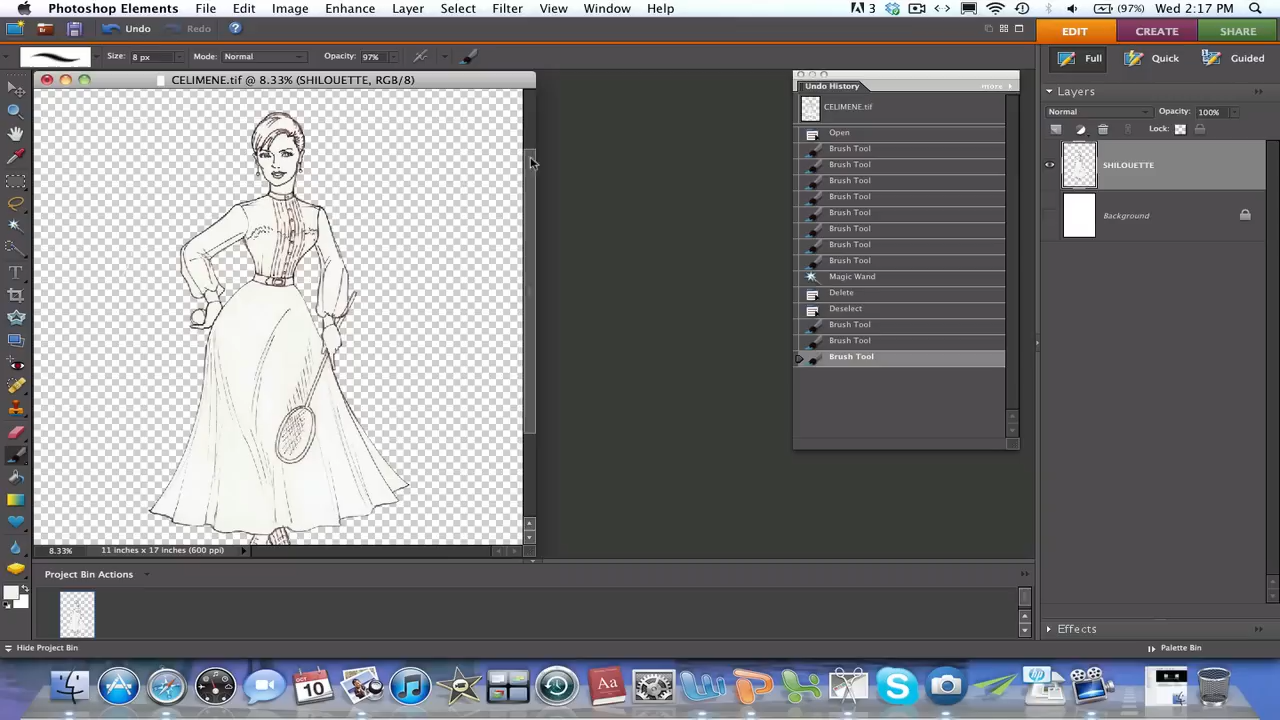 Photoshop Elements File Edit Image Enhance Layer Select Filter View Window Help 3 (97%) Wed 2:17 PM
Undo Redo EDIT CREATE SHARE
Size: 8 px Mode: Normal Opacity: 97% Full Quick Guided
CELIMENE.tif @ 8.33% (SHILOUETTE, RGB/8)
Undo History more
Layers
CELIMENE.tif
Normal Opacity: 100%
Lock:
Open
Brush Tool
Brush Tool
Brush Tool
Brush Tool
Brush Tool
Brush Tool
Brush Tool
Brush Tool
Magic Wand
Delete
Deselect
Brush Tool
Brush Tool
Brush Tool
SHILOUETTE
Background
8.33% 11 inches x 17 inches (600 ppi)
Project Bin Actions
Effects
Hide Project Bin
Palette Bin
OCT
10
Aa